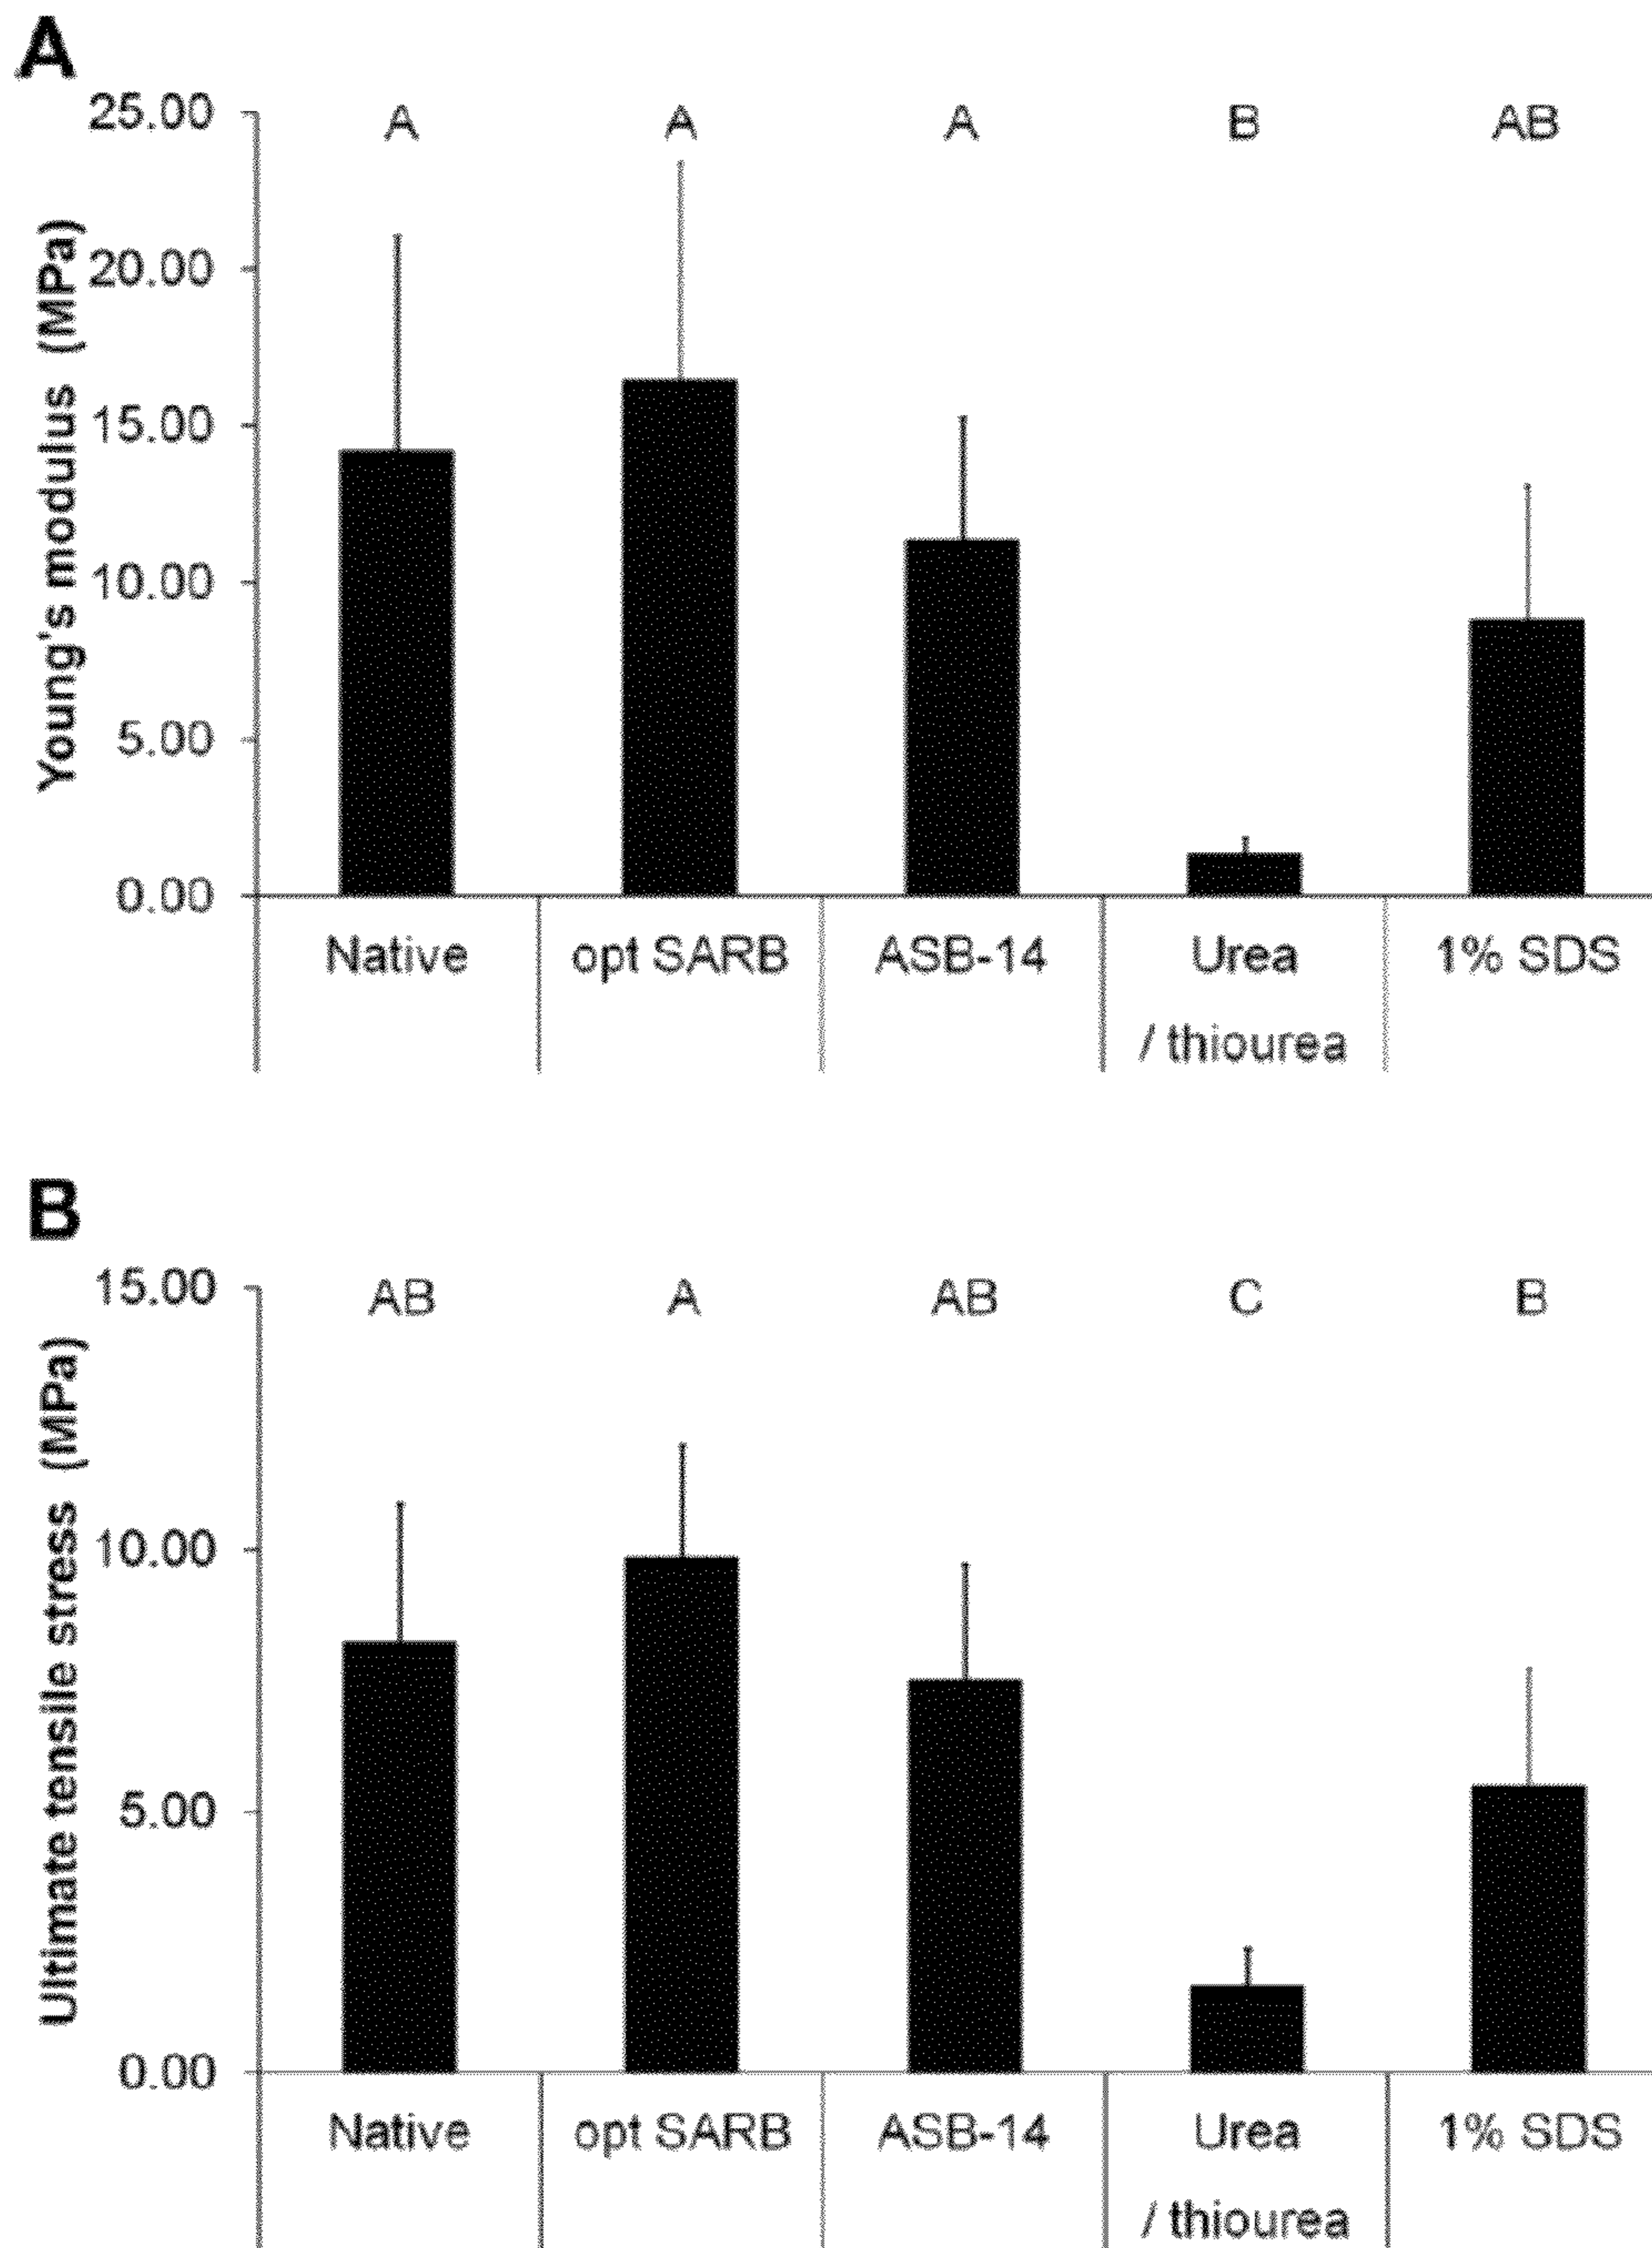 A
Young's modulus (MPa)
25.00
20.00
15.00
10.00
5.00
0.00
A A A B AB
Native opt SARB ASB-14 Urea 1% SDS
/ thiourea
B
Ultimate tensile stress (MPa)
15.00
10.00
5.00
0.00
AB A AB C B
Native opt SARB ASB-14 Urea 1% SDS
/ thiourea